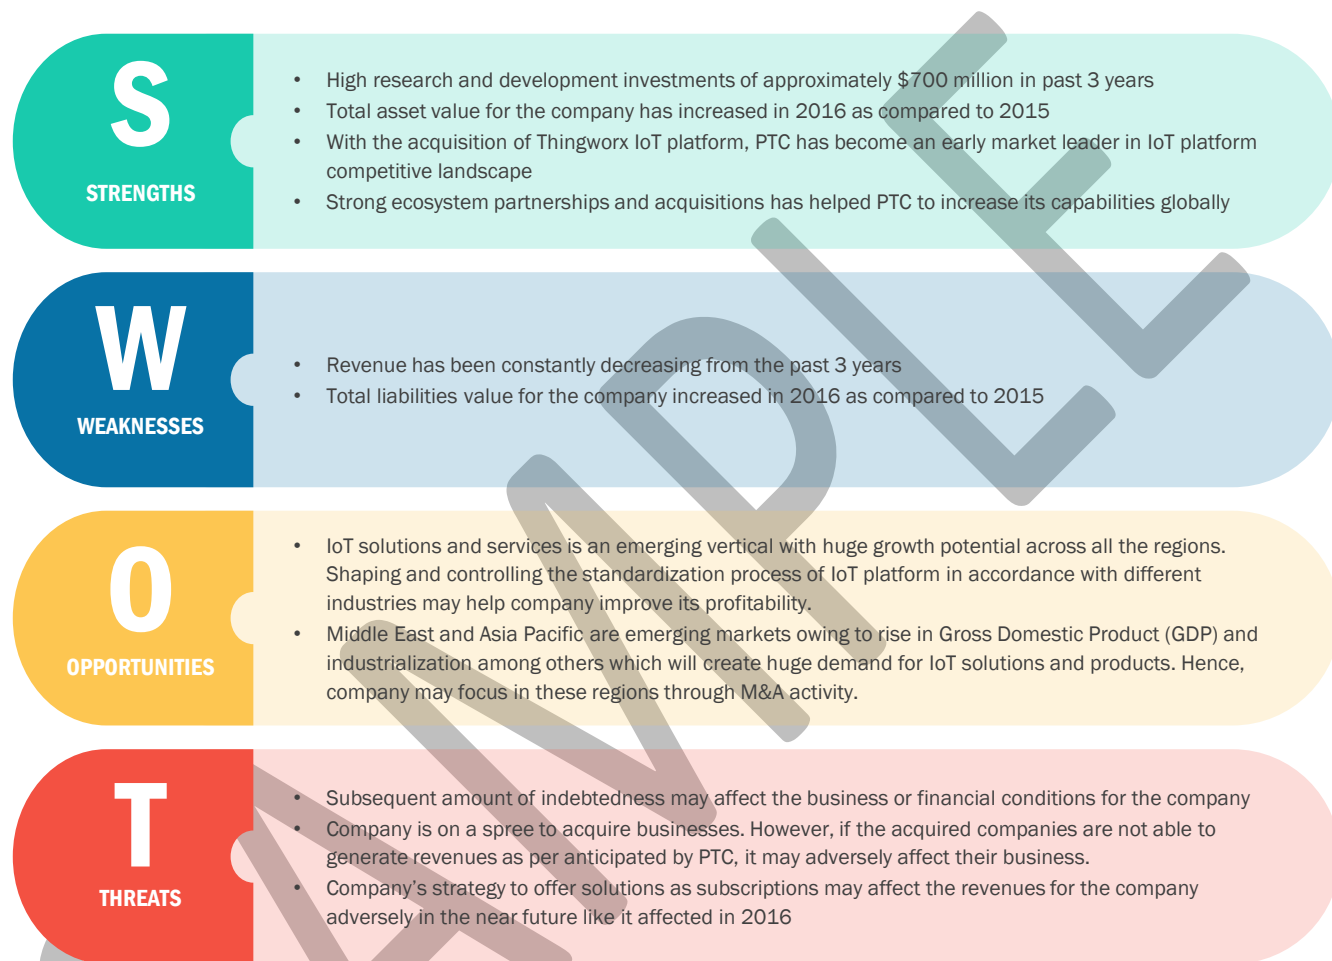 S
STRENGTHS
• High research and development investments of approximately $700 million in past 3 years
• Total asset value for the company has increased in 2016 as compared to 2015
• With the acquisition of Thingworx IoT platform, PTC has become an early market leader in IoT platform
competitive landscape
• Strong ecosystem partnerships and acquisitions has helped PTC to increase its capabilities globally
W
WEAKNESSES
• Revenue has been constantly decreasing from the past 3 years
• Total liabilities value for the company increased in 2016 as compared to 2015
O
OPPORTUNITIES
• IoT solutions and services is an emerging vertical with huge growth potential across all the regions.
Shaping and controlling the standardization process of IoT platform in accordance with different
industries may help company improve its profitability.
• Middle East and Asia Pacific are emerging markets owing to rise in Gross Domestic Product (GDP) and
industrialization among others which will create huge demand for IoT solutions and products. Hence,
company may focus in these regions through M&A activity.
T
THREATS
• Subsequent amount of indebtedness may affect the business or financial conditions for the company
• Company is on a spree to acquire businesses. However, if the acquired companies are not able to
generate revenues as per anticipated by PTC, it may adversely affect their business.
• Company’s strategy to offer solutions as subscriptions may affect the revenues for the company
adversely in the near future like it affected in 2016
AMPLE